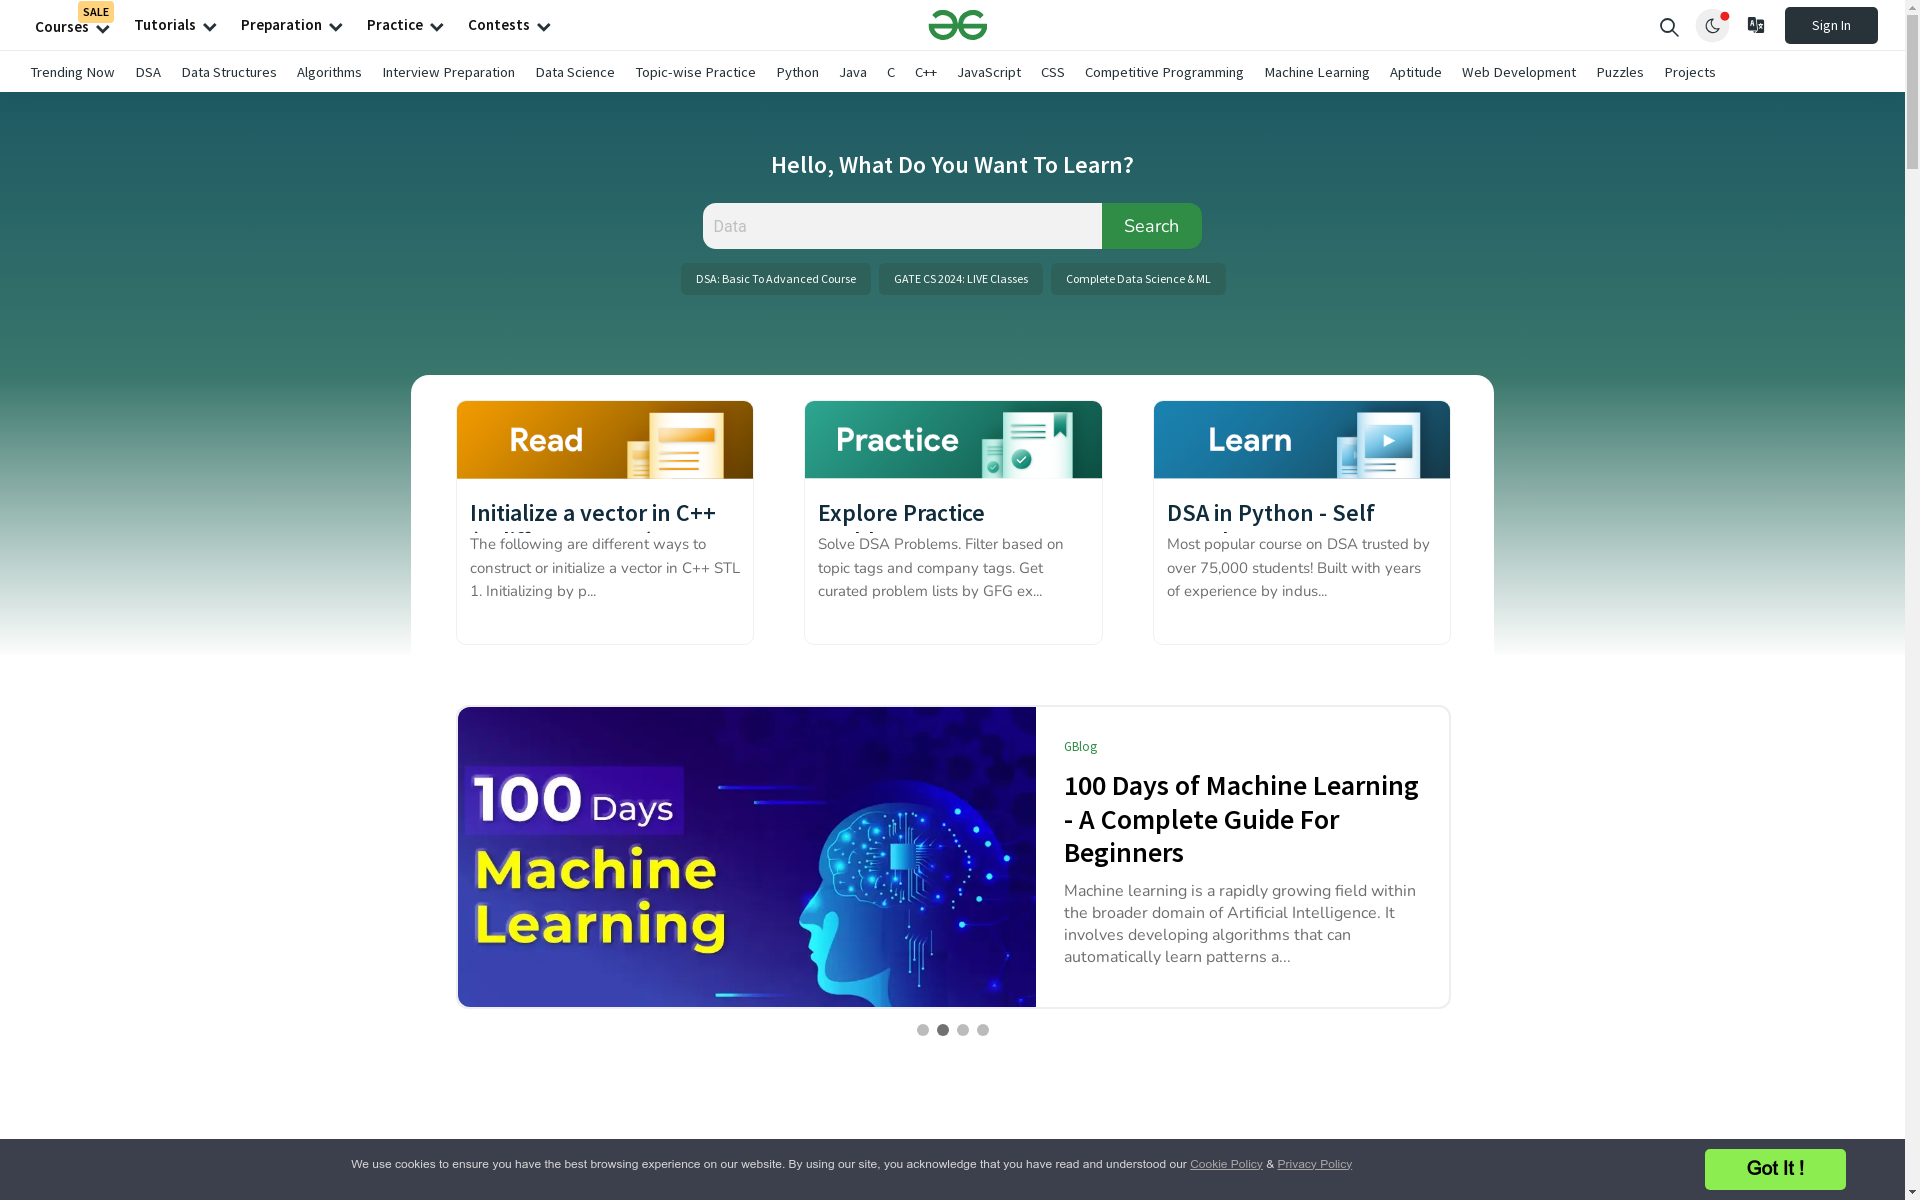 SALE
Courses
Tutorials
Preparation
Practice
Contests
Sign In
Trending Now
DSA
Data Structures
Algorithms
Interview Preparation
Data Science
Topic-wise Practice
Python
Java
C
C++
JavaScript
CSS
Competitive Programming
Machine Learning
Aptitude
Web Development
Puzzles
Projects
Hello, What Do You Want To Learn?
Data
Search
DSA: Basic To Advanced Course
GATE CS 2024: LIVE Classes
Complete Data Science & ML
Read
Initialize a vector in C++
The following are different ways to
construct or initialize a vector in C++ STL
1. Initializing by p...
Practice
Explore Practice
Solve DSA Problems. Filter based on
topic tags and company tags. Get
curated problem lists by GFG ex...
Learn
DSA in Python - Self
Most popular course on DSA trusted by
over 75,000 students! Built with years
of experience by indus...
100 Days
Machine
Learning
GBlog
100 Days of Machine Learning
- A Complete Guide For
Beginners
Machine learning is a rapidly growing field within
the broader domain of Artificial Intelligence. It
involves developing algorithms that can
automatically learn patterns a...
We use cookies to ensure you have the best browsing experience on our website. By using our site, you acknowledge that you have read and understood our Cookie Policy & Privacy Policy
Got It !